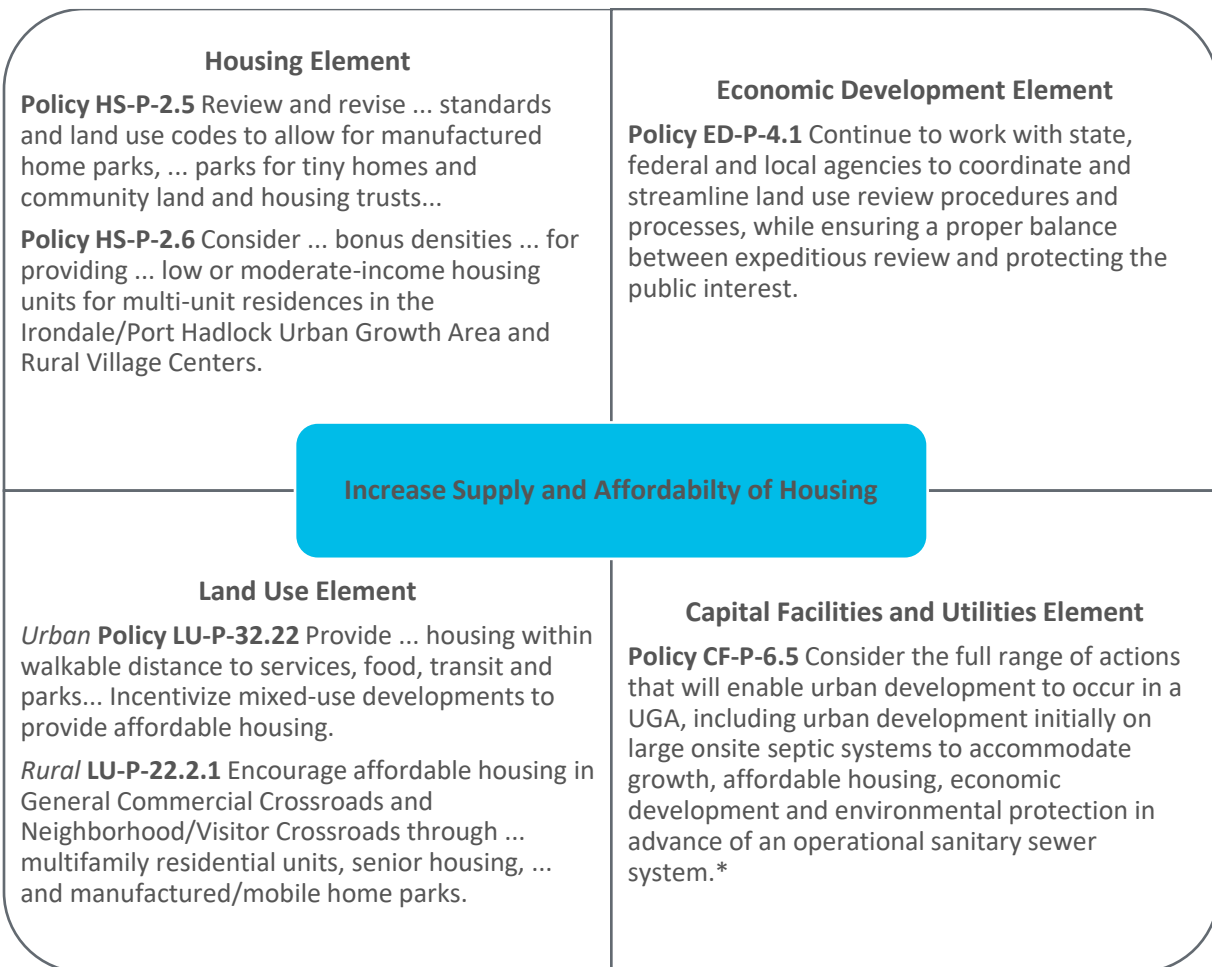 Housing Element
Policy HS-P-2.5 Review and revise ... standards
and land use codes to allow for manufactured
home parks, ... parks for tiny homes and
community land and housing trusts...
Policy HS-P-2.6 Consider ... bonus densities ... for
providing ... low or moderate-income housing
units for multi-unit residences in the
Irondale/Port Hadlock Urban Growth Area and
Rural Village Centers.
Economic Development Element
Policy ED-P-4.1 Continue to work with state,
federal and local agencies to coordinate and
streamline land use review procedures and
processes, while ensuring a proper balance
between expeditious review and protecting the
public interest.
Increase Supply and Affordabilty of Housing
Land Use Element
Urban Policy LU-P-32.22 Provide ... housing within
walkable distance to services, food, transit and
parks... Incentivize mixed-use developments to
provide affordable housing.
Rural LU-P-22.2.1 Encourage affordable housing in
General Commercial Crossroads and
Neighborhood/Visitor Crossroads through ...
multifamily residential units, senior housing, ...
and manufactured/mobile home parks.
Capital Facilities and Utilities Element
Policy CF-P-6.5 Consider the full range of actions
that will enable urban development to occur in a
UGA, including urban development initially on
large onsite septic systems to accommodate
growth, affordable housing, economic
development and environmental protection in
advance of an operational sanitary sewer
system.*